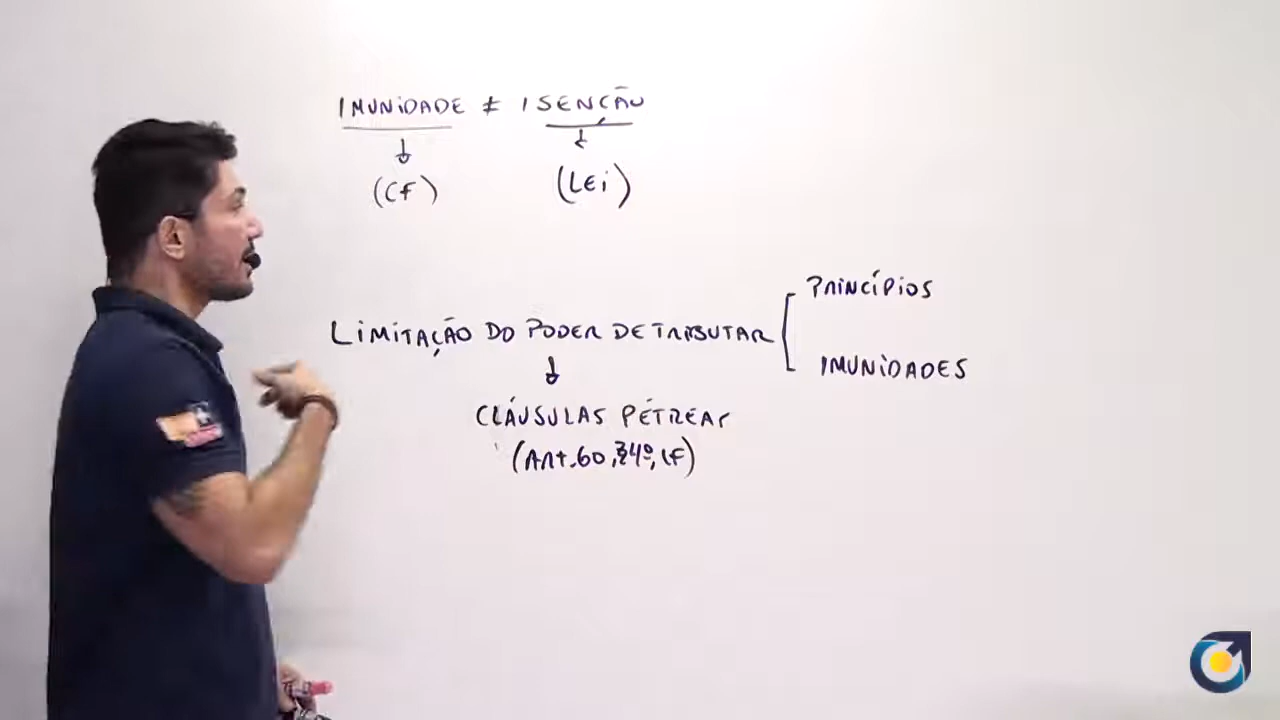 IMUNIDADE ≠ ISENÇÃO
(CF) (LEI)
PRINCÍPIOS
LIMITAÇÃO DO PODER DE TRIBUTAR
IMUNIDADES
CLÁUSULAS PÉTREAS
(Art. 60, §4º, CF)